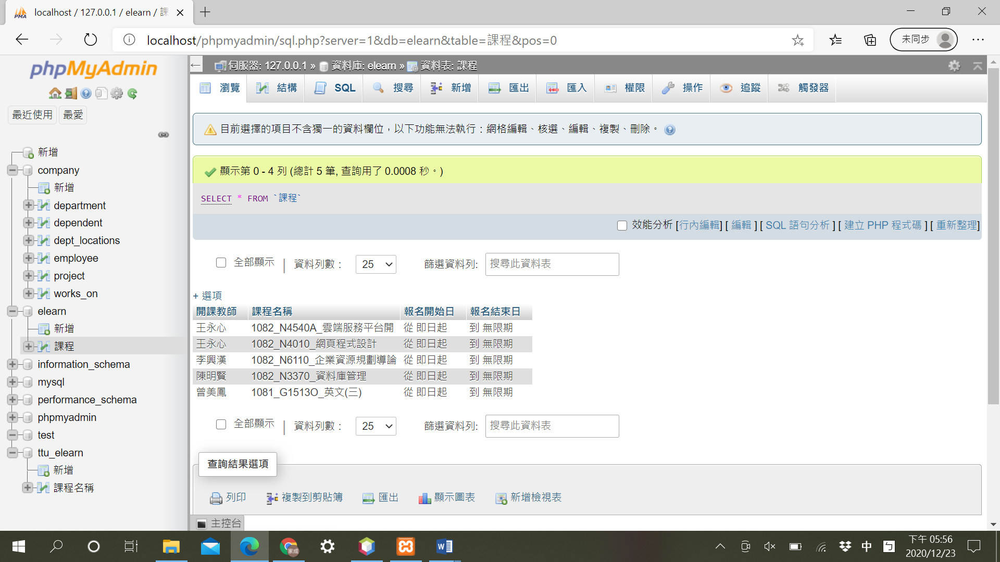 localhost / 127.0.0.1 / elearn / 課
localhost/phpmyadmin/sql.php?server=1&db=elearn&table=課程&pos=0
未同步
phpMyAdmin
最近使用 最愛
新增
company
新增
department
dependent
dept_locations
employee
project
works_on
elearn
新增
課程
information_schema
mysql
performance_schema
phpmyadmin
test
ttu_elearn
新增
課程名稱
伺服器: 127.0.0.1 » 資料庫: elearn » 資料表: 課程
瀏覽 結構 SQL 搜尋 新增 匯出 匯入 權限 操作 追蹤 觸發器
目前選擇的項目不含獨一的資料欄位，以下功能無法執行：網格編輯、核選、編輯、複製、刪除。
顯示第 0 - 4 列 (總計 5 筆, 查詢用了 0.0008 秒。)
SELECT * FROM `課程`
效能分析 [行內編輯] [ 編輯 ] [ SQL 語句分析 ] [ 建立 PHP 程式碼 ] [ 重新整理]
全部顯示 | 資料列數： 25 篩選資料列: 搜尋此資料表
+ 選項
開課教師 課程名稱 報名開始日 報名結束日
王永心 1082_N4540A_雲端服務平台開 從 即日起 到 無限期
王永心 1082_N4010_網頁程式設計 從 即日起 到 無限期
李興漢 1082_N6110_企業資源規劃導論 從 即日起 到 無限期
陳明賢 1082_N3370_資料庫管理 從 即日起 到 無限期
曾美鳳 1081_G1513O_英文(三) 從 即日起 到 無限期
全部顯示 | 資料列數： 25 篩選資料列: 搜尋此資料表
查詢結果選項
列印 複製到剪貼簿 匯出 顯示圖表 新增檢視表
主控台
中
下午 05:56
2020/12/23